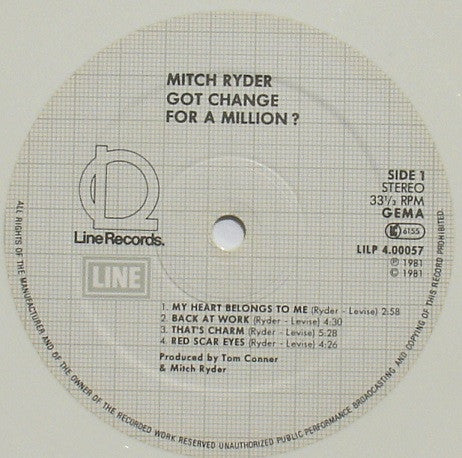 MITCH RYDER
GOT CHANGE
FOR A MILLION?
SIDE 1
STEREO
33⅓ RPM
GEMA
LC 6155
LILP 4.00057
℗ 1981
© 1981
Line Records.
LINE
1. MY HEART BELONGS TO ME (Ryder - Levise) 2:58
2. BACK AT WORK (Ryder - Levise) 4:30
3. THAT'S CHARM (Ryder - Levise) 5:28
4. RED SCAR EYES (Ryder - Levise) 4:26
Produced by Tom Conner
& Mitch Ryder
ALL RIGHTS OF THE MANUFACTURER AND OF THE OWNER OF THE RECORDED WORK RESERVED UNAUTHORIZED PUBLIC PERFORMANCE BROADCASTING AND COPYING OF THIS RECORD PROHIBITED.